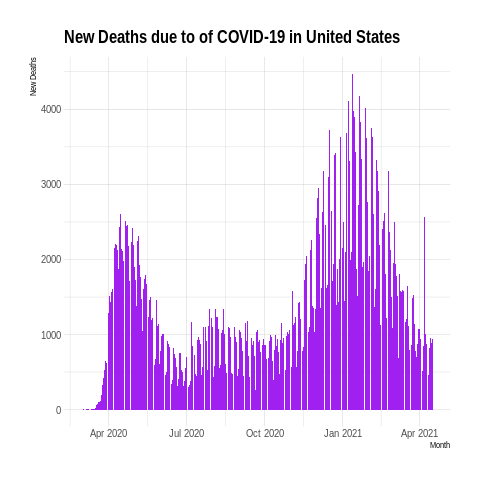 New Deaths due to of COVID-19 in United States
New Deaths
4000
3000
2000
1000
0
Apr 2020 Jul 2020 Oct 2020 Jan 2021 Apr 2021
Month